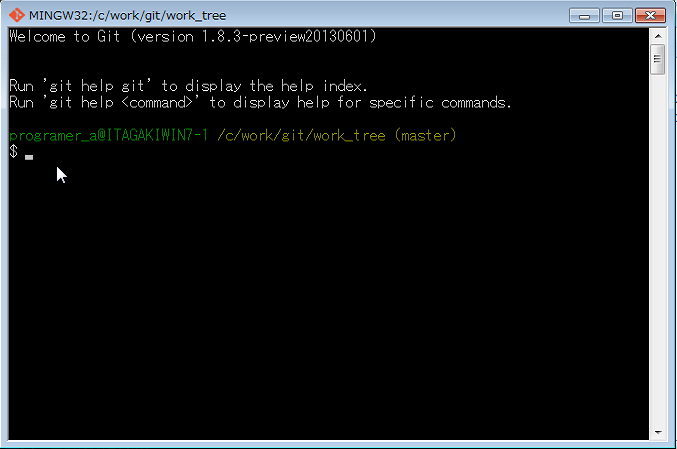 MINGW32:/c/work/git/work_tree
Welcome to Git (version 1.8.3-preview20130601)
Run 'git help git' to display the help index.
Run 'git help <command>' to display help for specific commands.
programer_a@ITAGAKIWIN7-1 /c/work/git/work_tree (master)
$